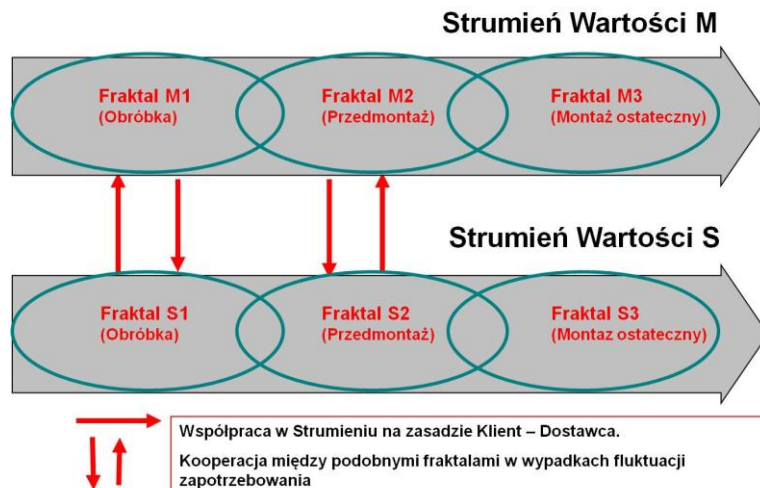 Strumień Wartości M
Fraktal M1
(Obróbka)
Fraktal M2
(Przedmontaż)
Fraktal M3
(Montaż ostateczny)
Strumień Wartości S
Fraktal S1
(Obróbka)
Fraktal S2
(Przedmontaż)
Fraktal S3
(Montaz ostateczny)
Współpraca w Strumieniu na zasadzie Klient – Dostawca.
Kooperacja między podobnymi fraktalami w wypadkach fluktuacji
zapotrzebowania